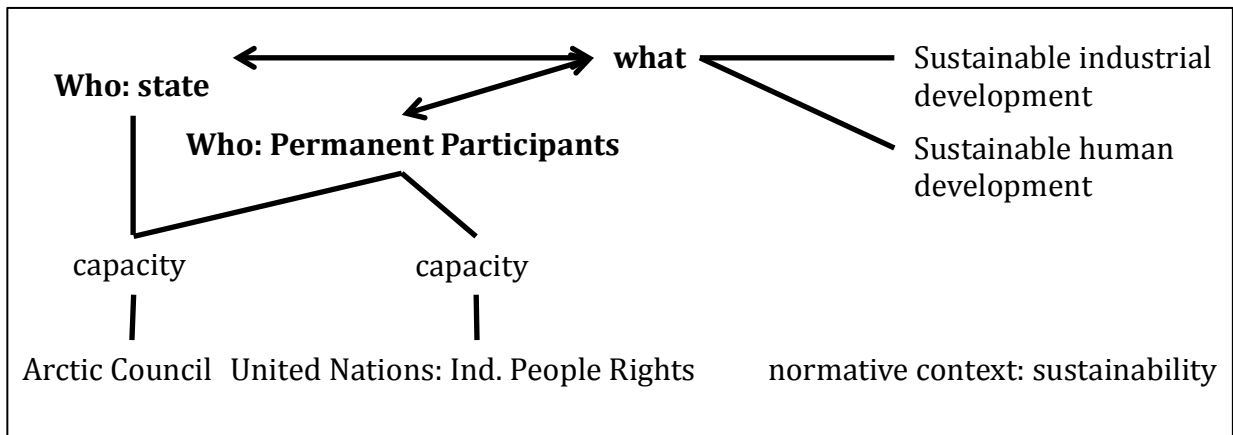 what
Sustainable industrial
development
Who: state
Who: Permanent Participants
Sustainable human
development
capacity
capacity
Arctic Council
United Nations: Ind. People Rights
normative context: sustainability